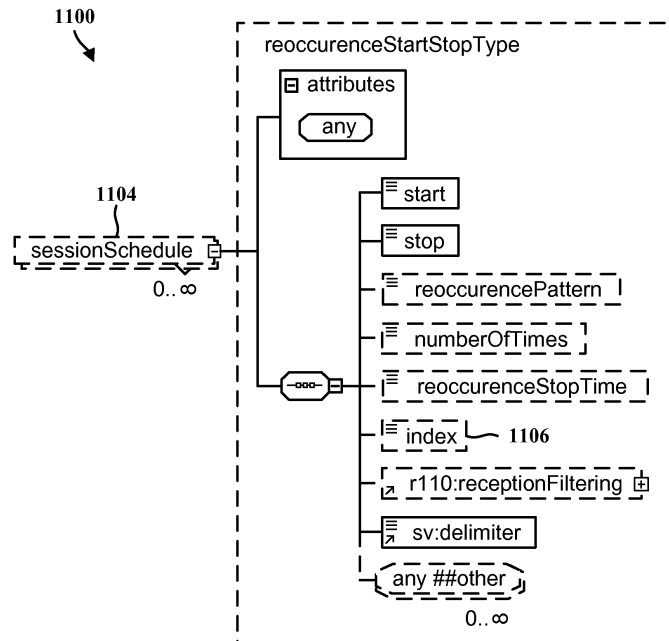 1100
reoccurenceStartStopType
attributes
any
1104
start
sessionSchedule
stop
0..∞
reoccurencePattern
numberOfTimes
reoccurenceStopTime
index
1106
r110:receptionFiltering
sv:delimiter
any ##other
0..∞